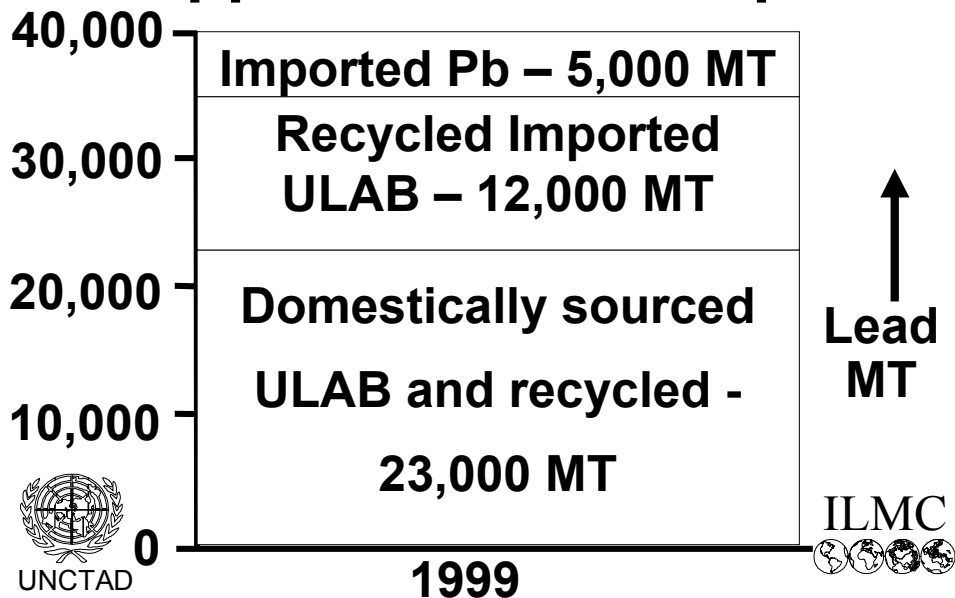 40,000
Imported Pb – 5,000 MT
30,000
Recycled Imported
ULAB – 12,000 MT
20,000
Domestically sourced
ULAB and recycled -
23,000 MT
10,000
0
Lead
MT
1999
UNCTAD
ILMC